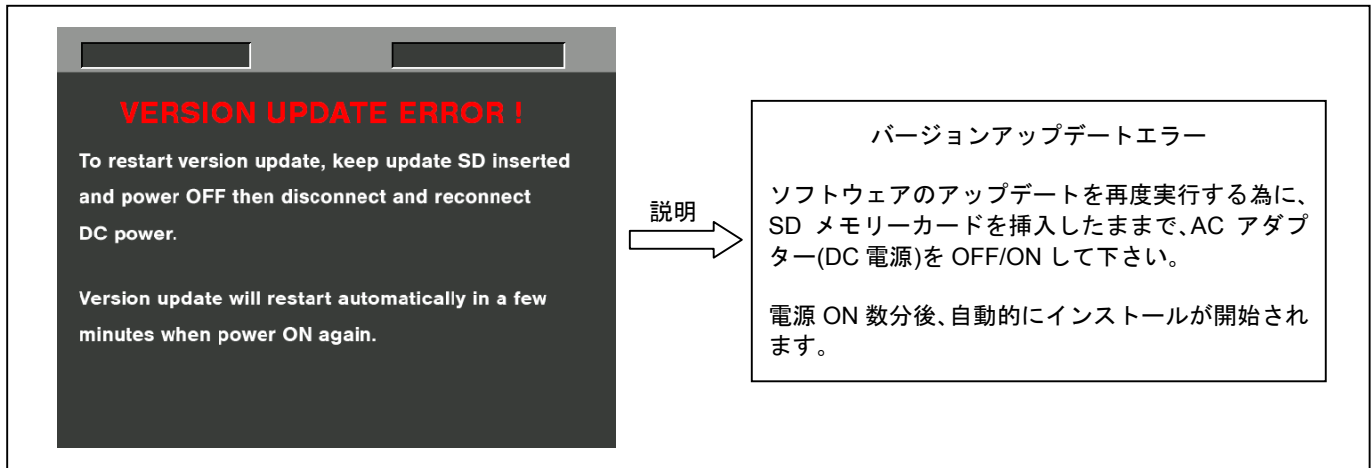 VERSION UPDATE ERROR !
To restart version update, keep update SD inserted
and power OFF then disconnect and reconnect
DC power.
Version update will restart automatically in a few
minutes when power ON again.
説明
バージョンアップデートエラー
ソフトウェアのアップデートを再度実行する為に、
SD メモリーカードを挿入したままで、AC アダプ
ター(DC 電源)を OFF/ON して下さい。
電源 ON 数分後、自動的にインストールが開始され
ます。